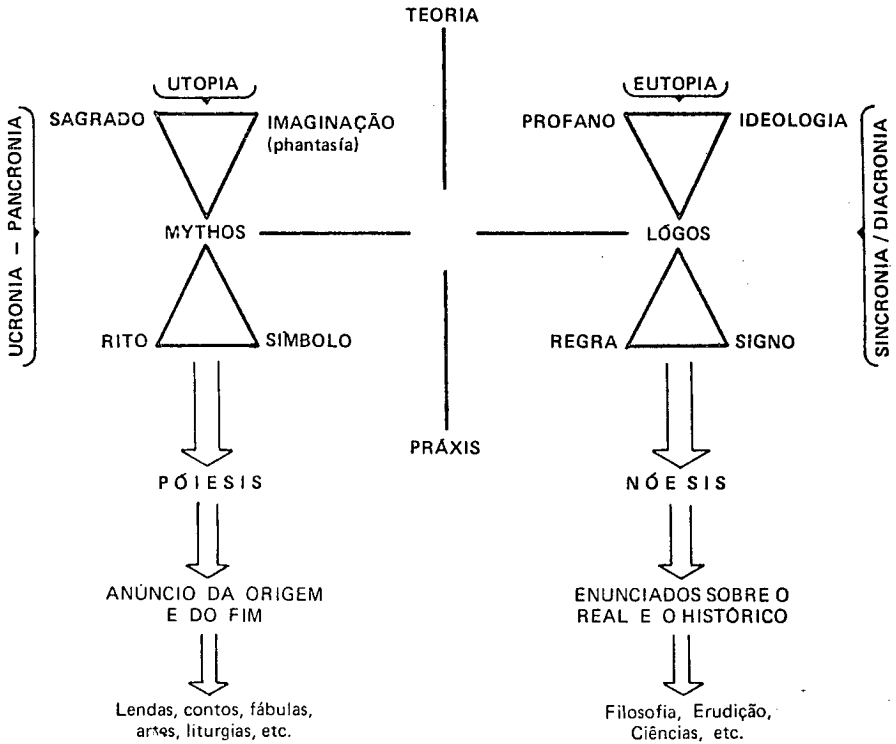 TEORIA
UTOPIA
SAGRADO
IMAGINAÇÃO
(phantasía)
MYTHOS
RITO
SÍMBOLO
UCRONIA – PANCRONIA
EUTOPIA
PROFANO
IDEOLOGIA
LÓGOS
REGRA
SIGNO
SINCRONIA / DIACRONIA
PRÁXIS
PÓIESIS
ANÚNCIO DA ORIGEM
E DO FIM
Lendas, contos, fábulas,
artes, liturgias, etc.
NÓESIS
ENUNCIADOS SOBRE O
REAL E O HISTÓRICO
Filosofia, Erudição,
Ciências, etc.